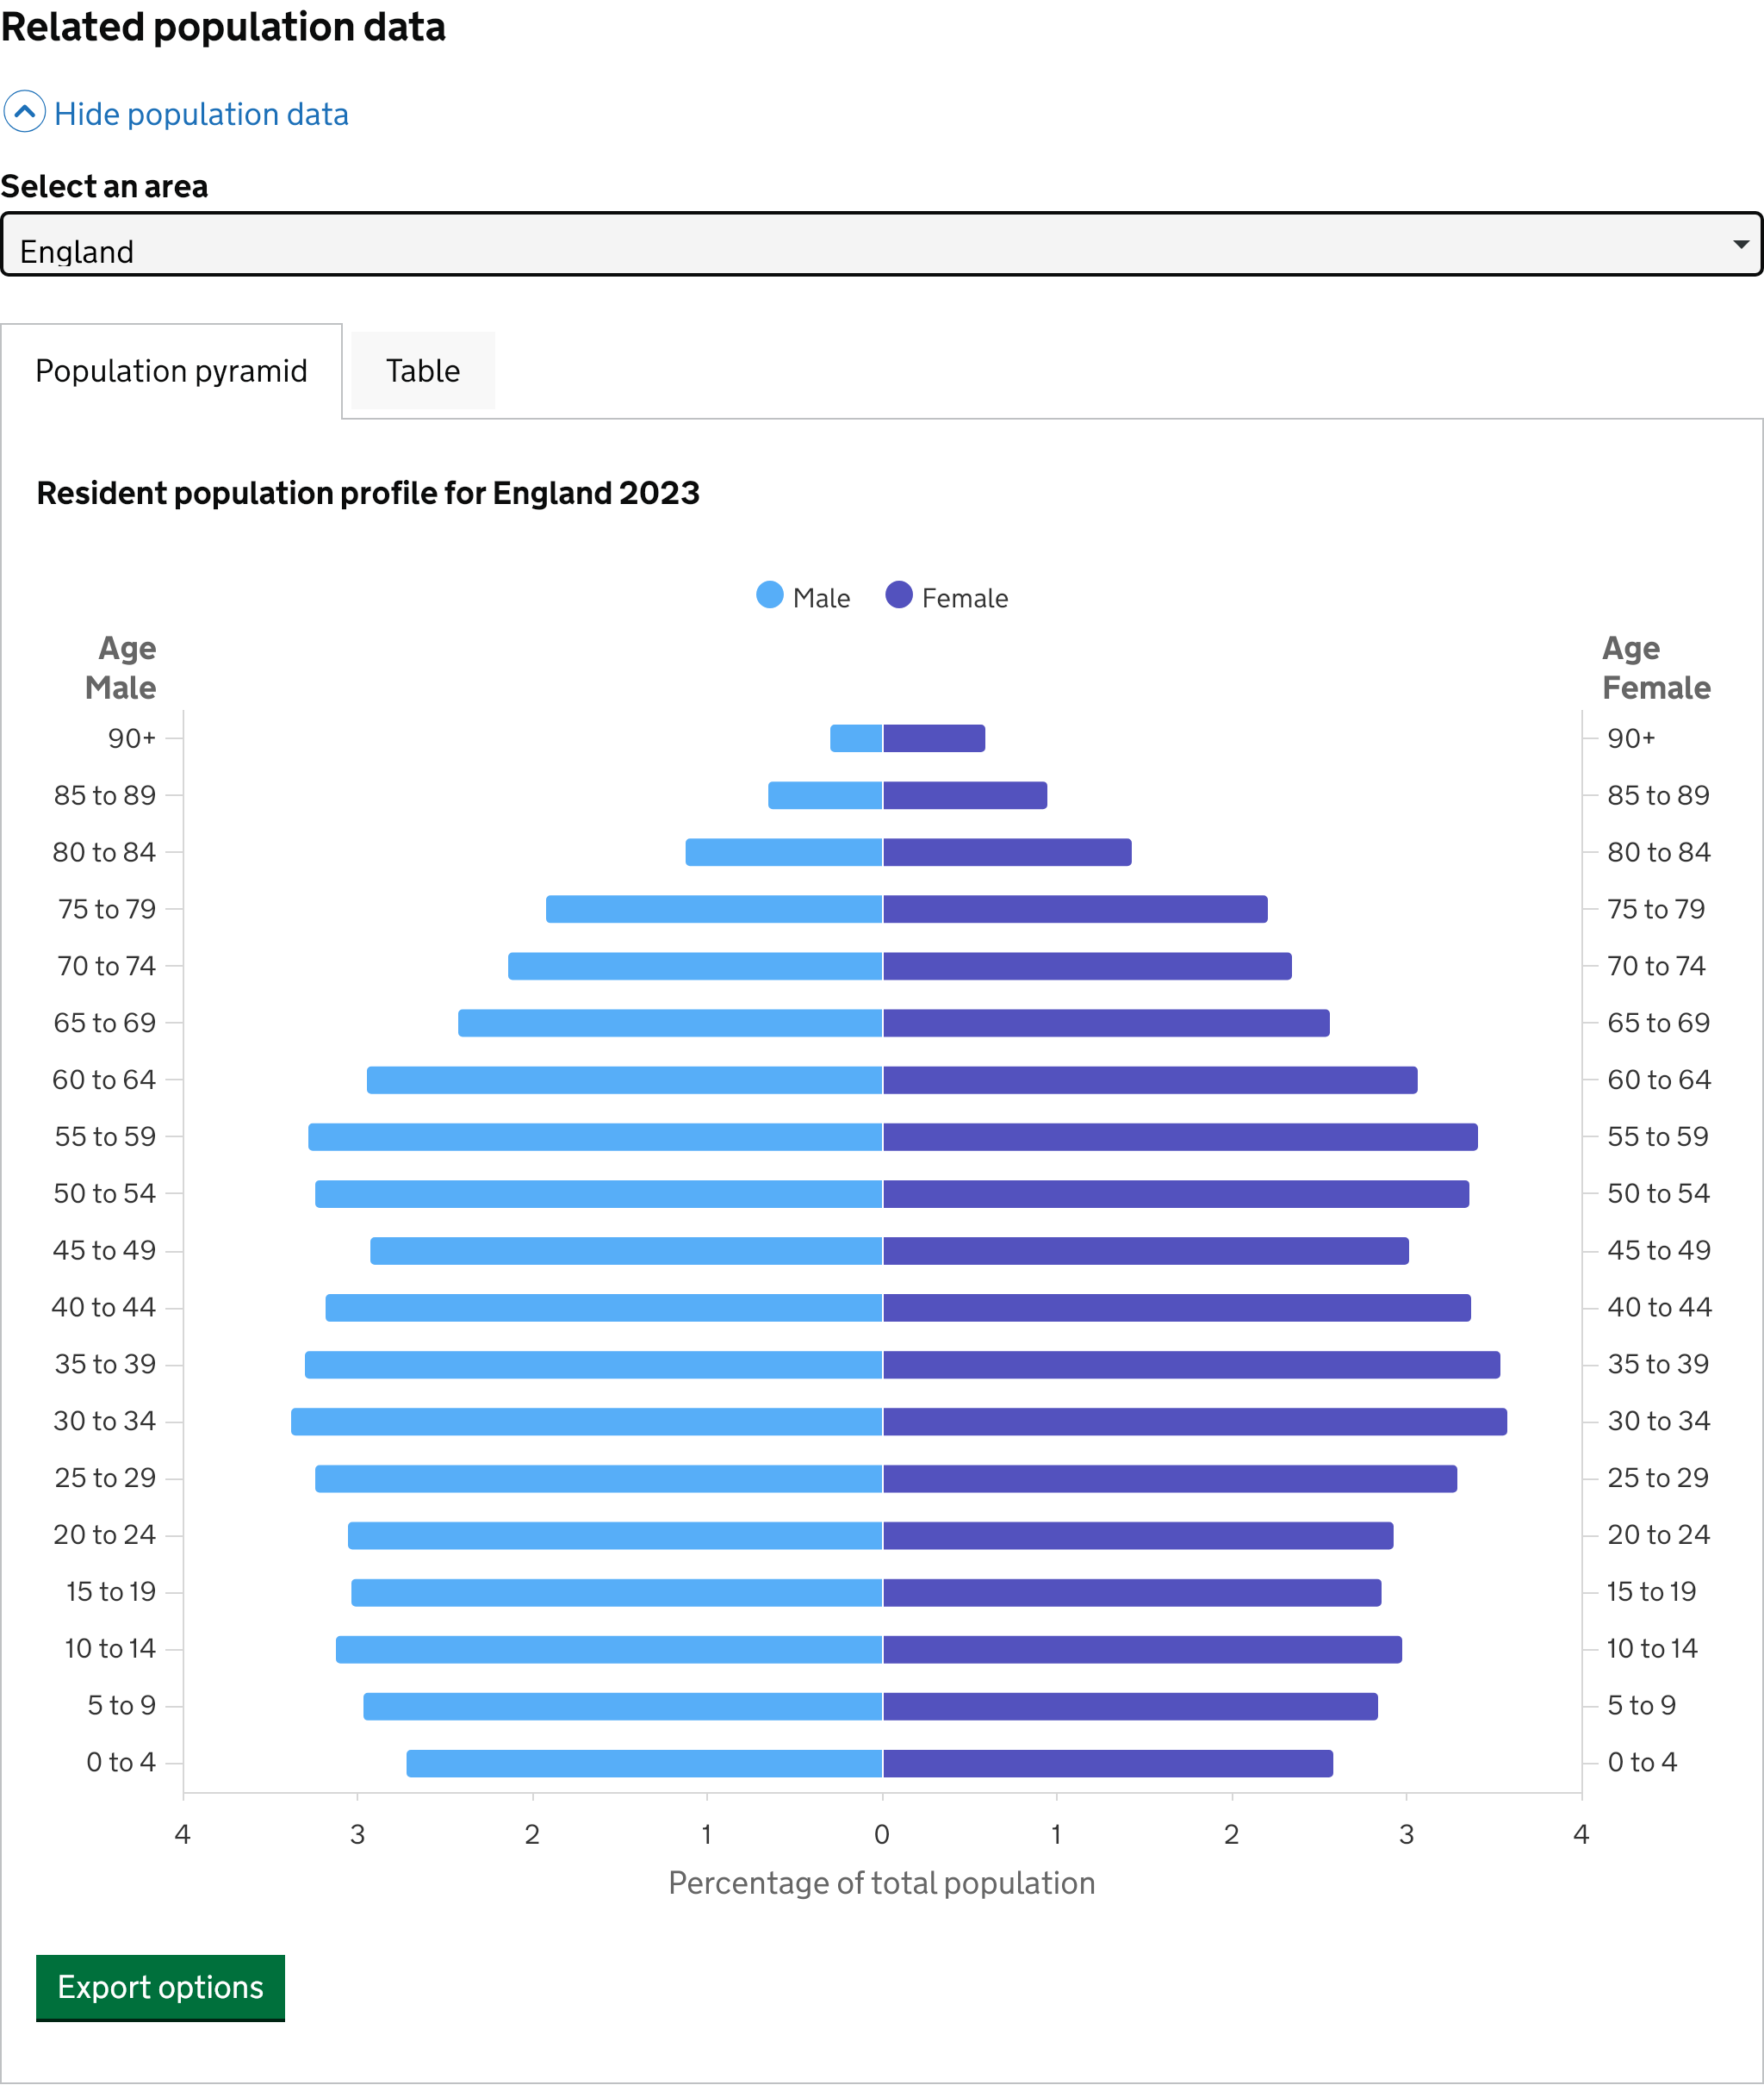 Related population data
Hide population data
Select an area
England
Population pyramid Table
Resident population profile for England 2023
Male Female
Age Age
Male Female
90+ 90+
85 to 89 85 to 89
80 to 84 80 to 84
75 to 79 75 to 79
70 to 74 70 to 74
65 to 69 65 to 69
60 to 64 60 to 64
55 to 59 55 to 59
50 to 54 50 to 54
45 to 49 45 to 49
40 to 44 40 to 44
35 to 39 35 to 39
30 to 34 30 to 34
25 to 29 25 to 29
20 to 24 20 to 24
15 to 19 15 to 19
10 to 14 10 to 14
5 to 9 5 to 9
0 to 4 0 to 4
4 3 2 1 0 1 2 3 4
Percentage of total population
Export options